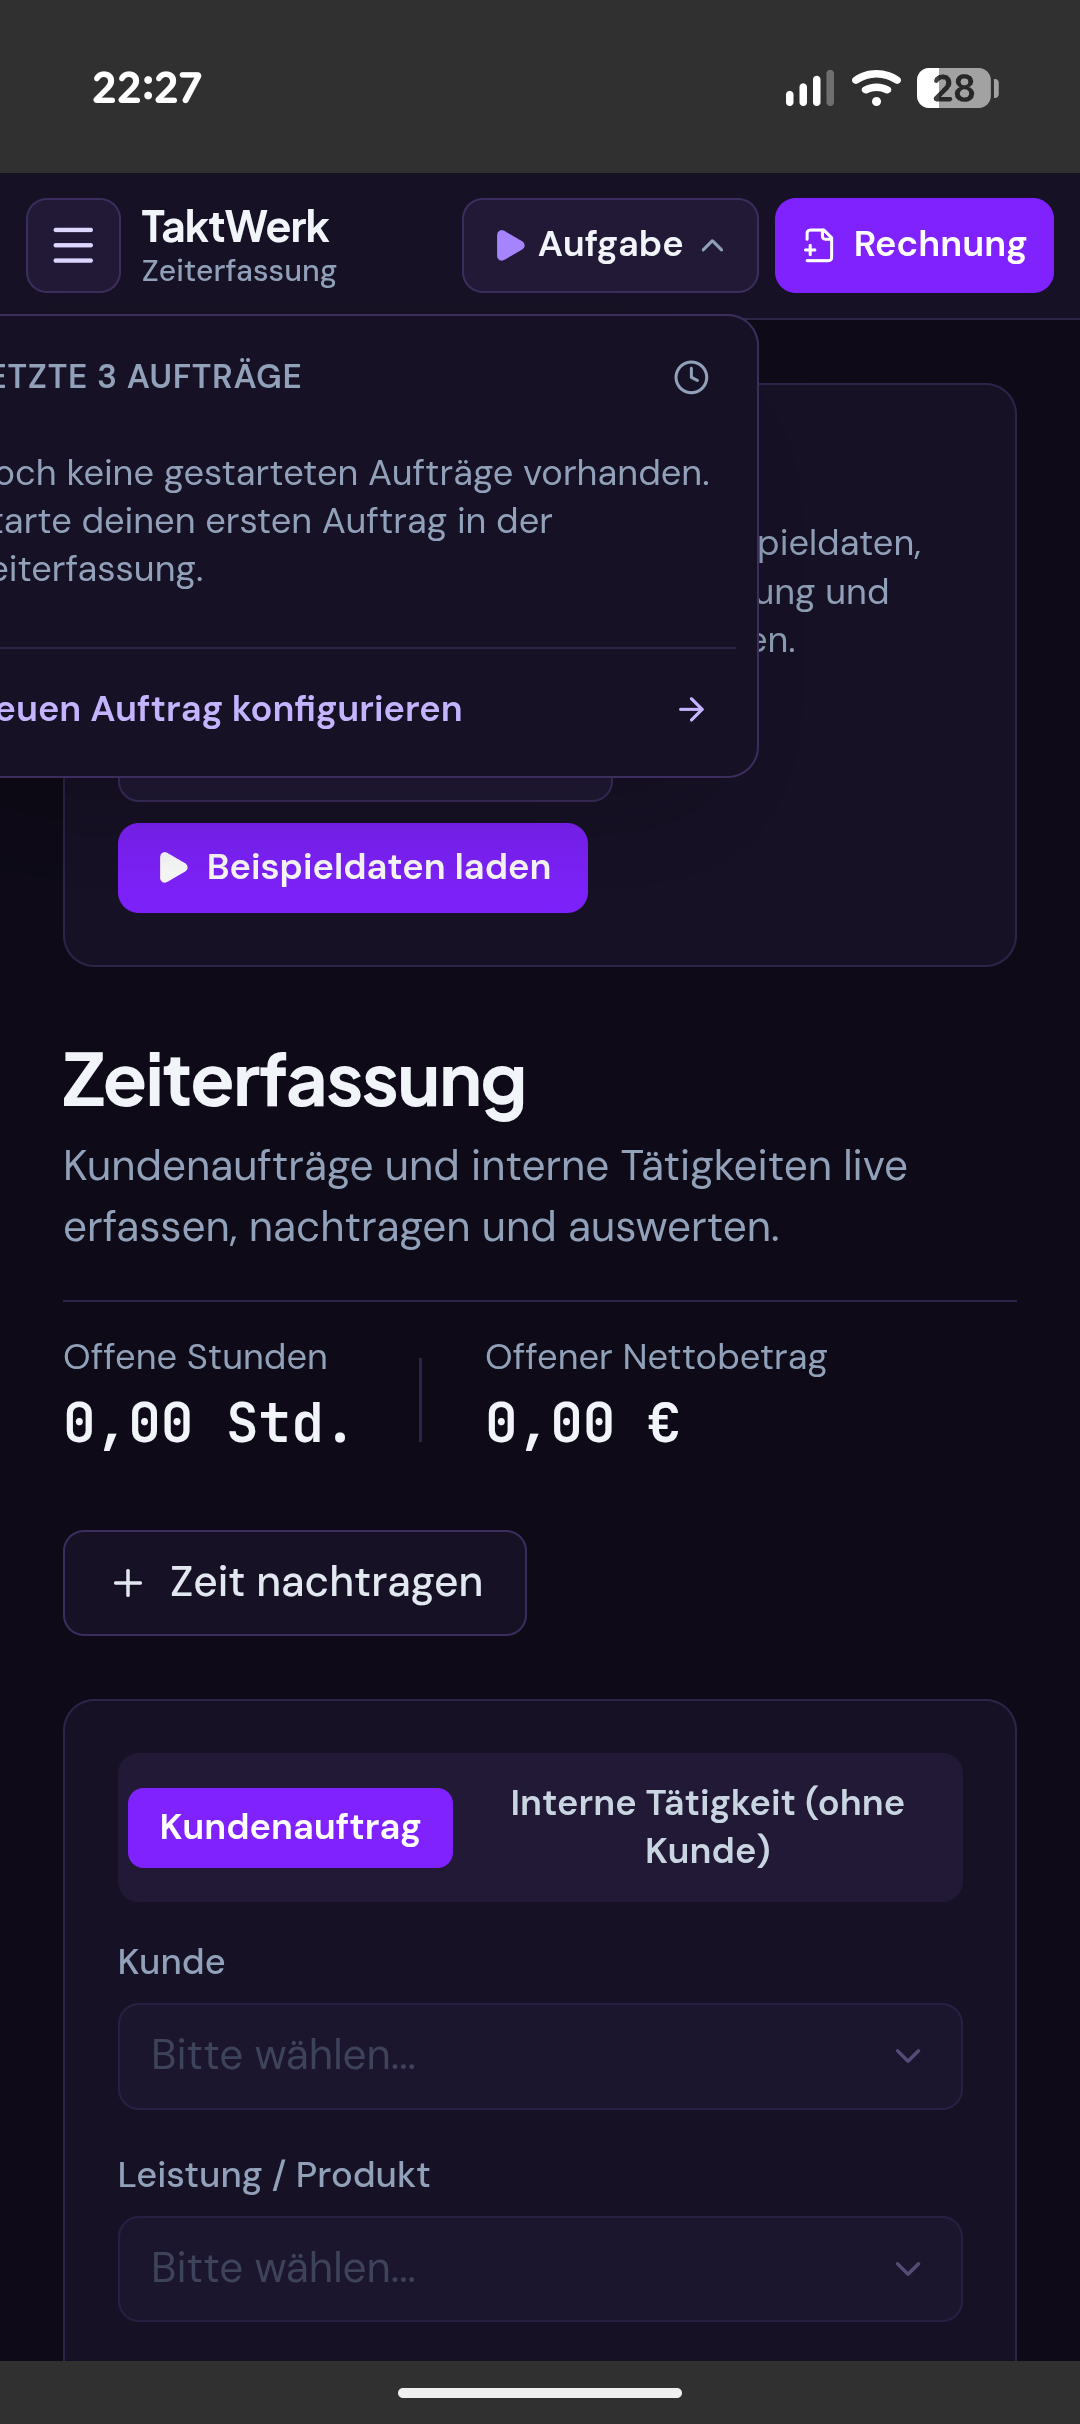 22:27
28
TaktWerk
Zeiterfassung
Aufgabe
Rechnung
ETZTE 3 AUFTRÄGE
och keine gestarteten Aufträge vorhanden.
tarte deinen ersten Auftrag in der
eiterfassung.
pieldaten,
ung und
en.
euen Auftrag konfigurieren
Beispieldaten laden
Zeiterfassung
Kundenaufträge und interne Tätigkeiten live
erfassen, nachtragen und auswerten.
Offene Stunden
0,00 Std.
Offener Nettobetrag
0,00 €
Zeit nachtragen
Kundenauftrag
Interne Tätigkeit (ohne
Kunde)
Kunde
Bitte wählen...
Leistung / Produkt
Bitte wählen...